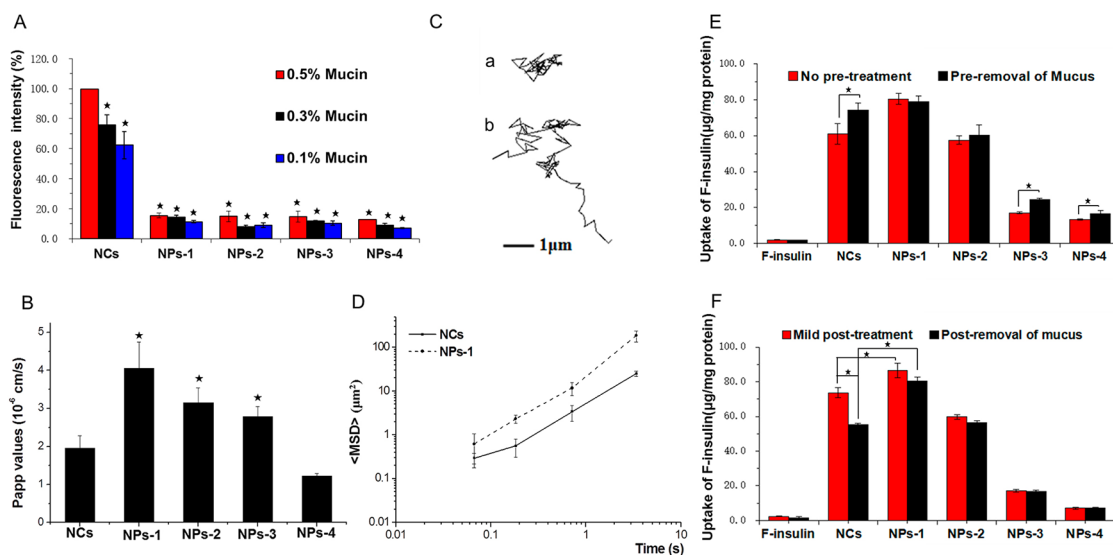 A
Fluorescence intensity (%)
120. 0
100. 0
80. 0
60. 0
40. 0
20. 0
0. 0
0.5% Mucin
0.3% Mucin
0.1% Mucin
NCs NPs-1 NPs-2 NPs-3 NPs-4
B
Papp values (10⁻⁶ cm/s)
5
4
3
2
1
0
NCs NPs-1 NPs-2 NPs-3 NPs-4
C
a
b
1μm
D
<MSD> (μm²)
100
10
1
0.1
0.01
NCs
NPs-1
0.01 0.1 1 10
Time (s)
E
Uptake of F-insulin(μg/mg protein)
100. 0
80. 0
60. 0
40. 0
20. 0
0. 0
No pre-treatment Pre-removal of Mucus
F-insulin NCs NPs-1 NPs-2 NPs-3 NPs-4
F
Uptake of F-insulin(μg/mg protein)
100. 0
80. 0
60. 0
40. 0
20. 0
0. 0
Mild post-treatment Post-removal of mucus
F-insulin NCs NPs-1 NPs-2 NPs-3 NPs-4